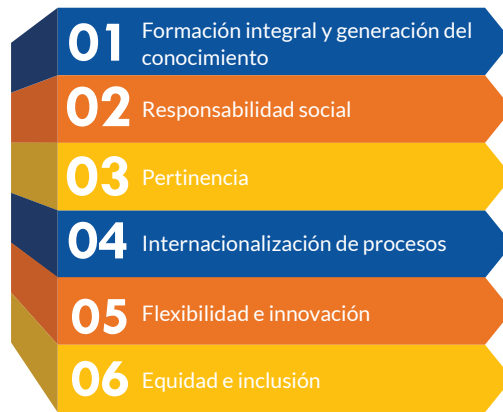 01 Formación integral y generación del
conocimiento
02 Responsabilidad social
03 Pertinencia
04 Internacionalización de procesos
05 Flexibilidad e innovación
06 Equidad e inclusión